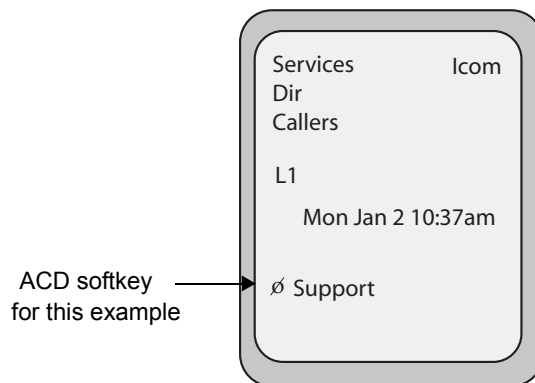 Services Icom
Dir
Callers
L1
Mon Jan 2 10:37am
ACD softkey
for this example
ø Support